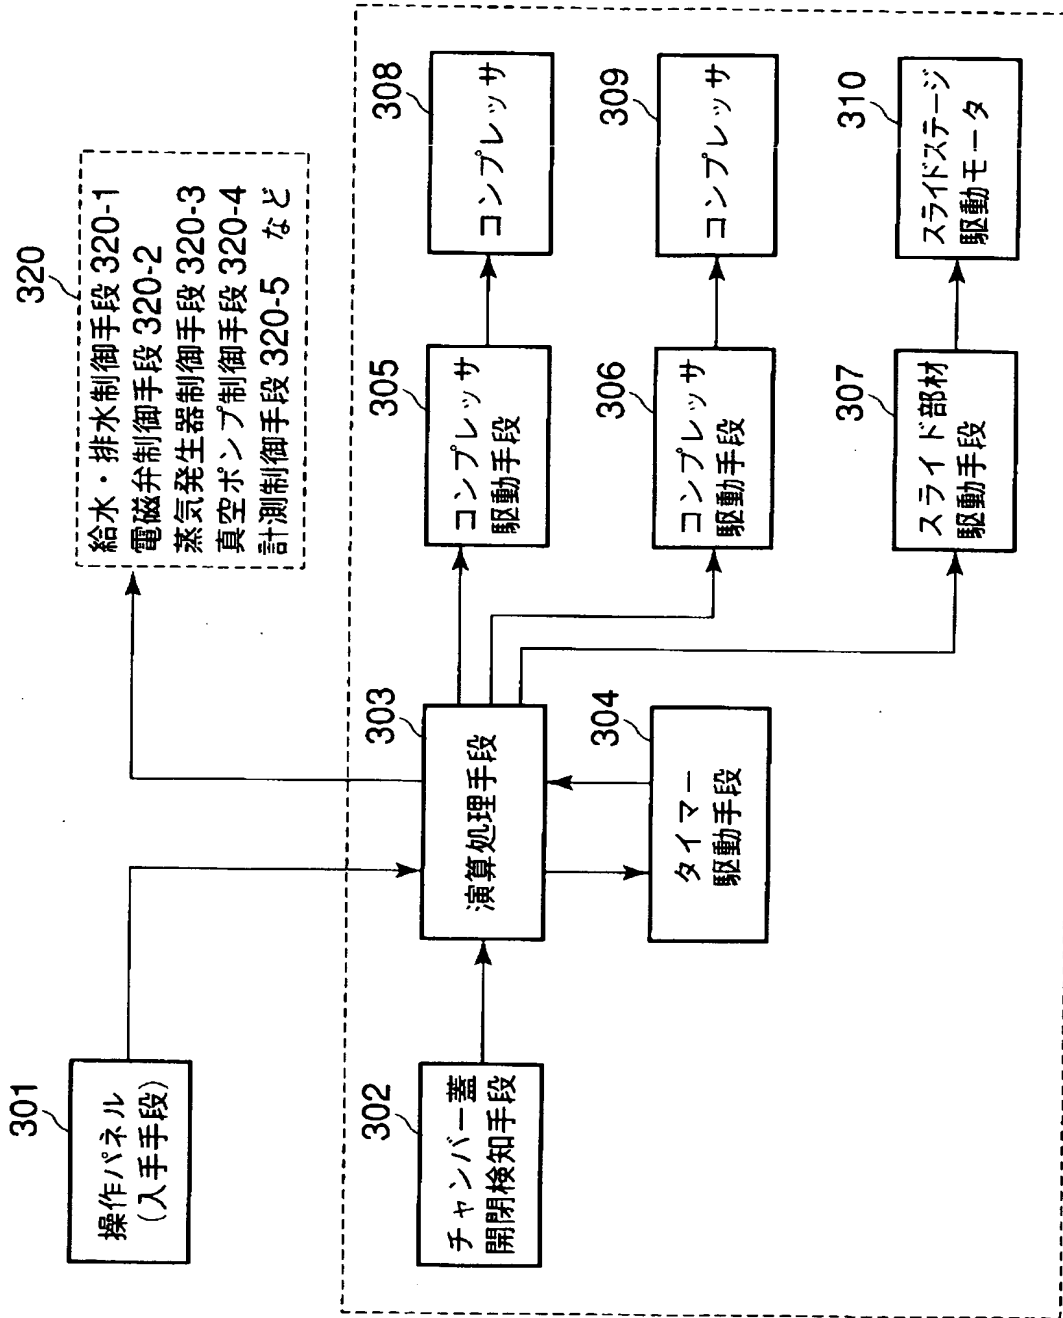 301
操作パネル
（入手手段）
320
給水・排水制御手段 320-1
電磁弁制御手段 320-2
蒸気発生器制御手段 320-3
真空ポンプ制御手段 320-4
計測制御手段 320-5 など
302
チャンバー蓋
開閉検知手段
303
演算処理手段
304
タイマー
駆動手段
305
コンプレッサ
駆動手段
308
コンプレッサ
306
コンプレッサ
駆動手段
309
コンプレッサ
307
スライド部材
駆動手段
310
スライドステージ
駆動モータ